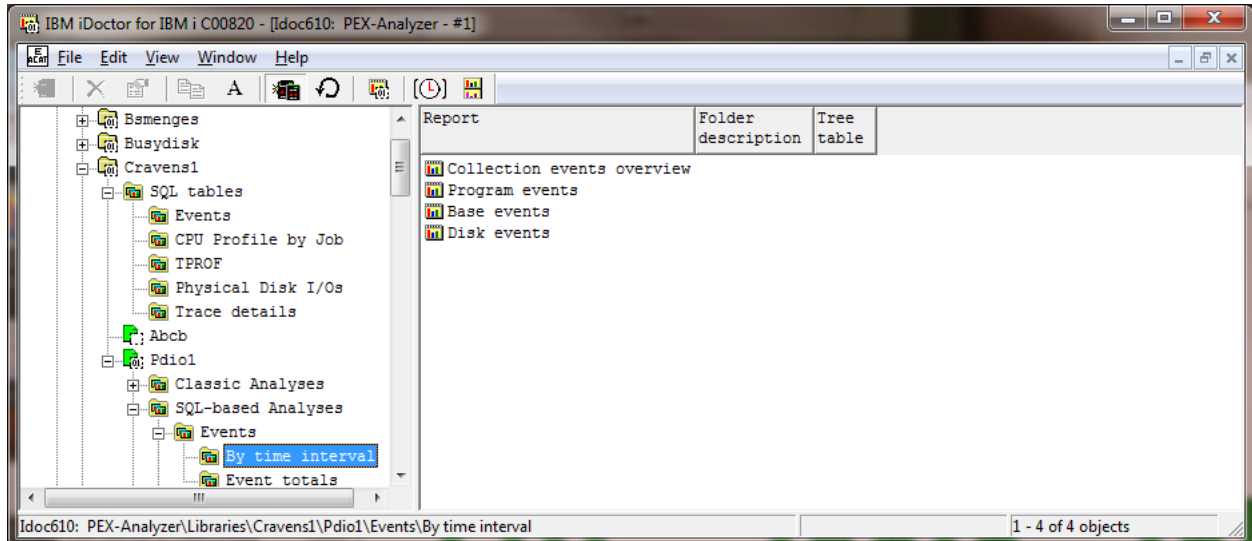 IBM iDoctor for IBM i C00820 - [Idoc610: PEX-Analyzer - #1]
File Edit View Window Help
A
Bsmenges
Busydisk
Cravens1
SQL tables
Events
CPU Profile by Job
TPROF
Physical Disk I/Os
Trace details
Abcb
Pdio1
Classic Analyses
SQL-based Analyses
Events
By time interval
Event totals
Report Folder description Tree table
Collection events overview
Program events
Base events
Disk events
Idoc610: PEX-Analyzer\Libraries\Cravens1\Pdio1\Events\By time interval
1 - 4 of 4 objects